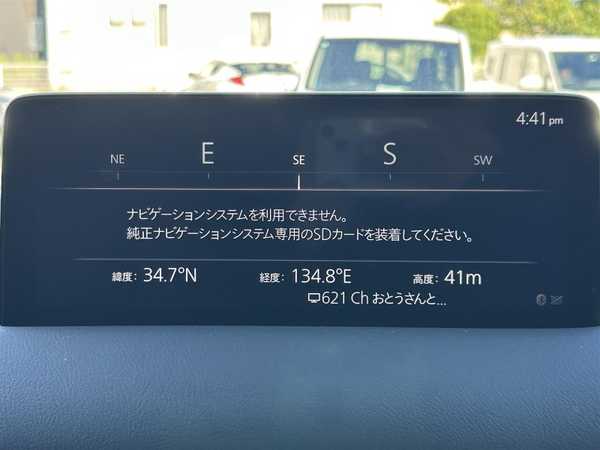 4:41pm
NE E SE S SW
ナビゲーションシステムを利用できません。
純正ナビゲーションシステム専用のSDカードを装着してください。
緯度: 34.7°N 経度: 134.8°E 高度: 41m
621 Ch おとうさんと...